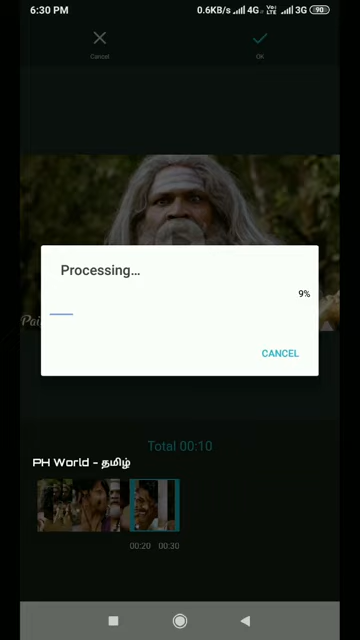 6:30 PM
0.6KB/s 4G Vo) LTE 3G 90
Cancel
OK
Processing...
9%
Pai
CANCEL
Total 00:10
PH World - தமிழ்
00:20 00:30